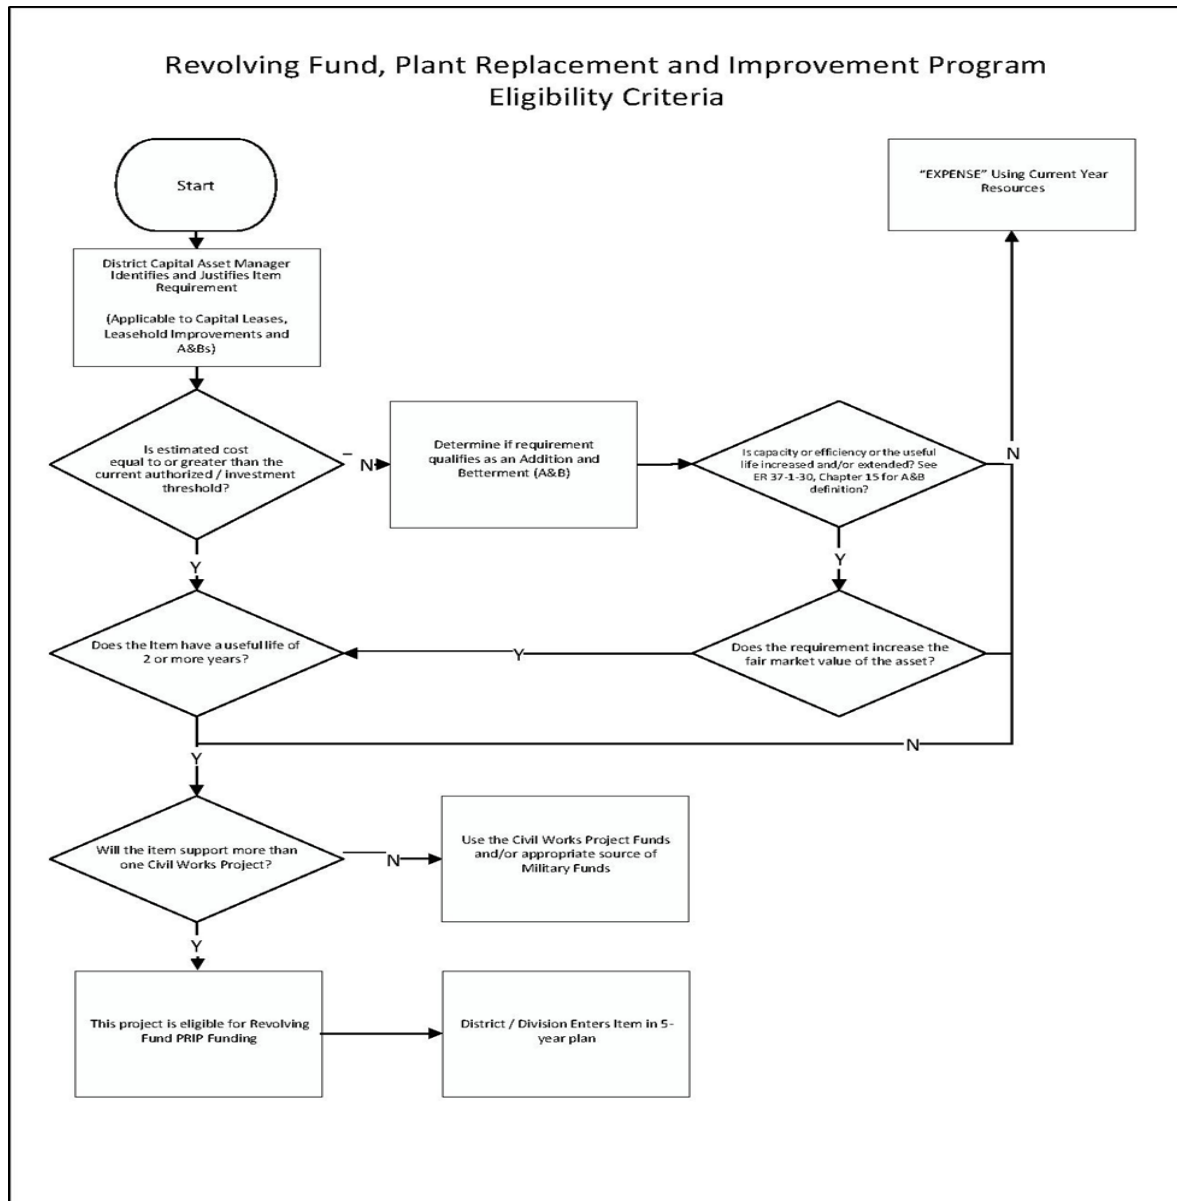 Revolving Fund, Plant Replacement and Improvement Program
Eligibility Criteria
Start
“EXPENSE” Using Current Year
Resources
District Capital Asset Manager
Identifies and Justifies Item
Requirement
(Applicable to Capital Leases,
Leasehold Improvements and
A&Bs)
Is estimated cost
equal to or greater than the
current authorized / investment
threshold?
N
Determine if requirement
qualifies as an Addition and
Betterment (A&B)
Is capacity or efficiency or the useful
life increased and/or extended? See
ER 37-1-30, Chapter 15 for A&B
definition?
N
Y
Y
Does the Item have a useful life of
2 or more years?
Y
Does the requirement increase the
fair market value of the asset?
N
Y
Will the item support more than
one Civil Works Project?
N
Use the Civil Works Project Funds
and/or appropriate source of
Military Funds
Y
This project is eligible for Revolving
Fund PRIP Funding
District / Division Enters Item in 5-
year plan